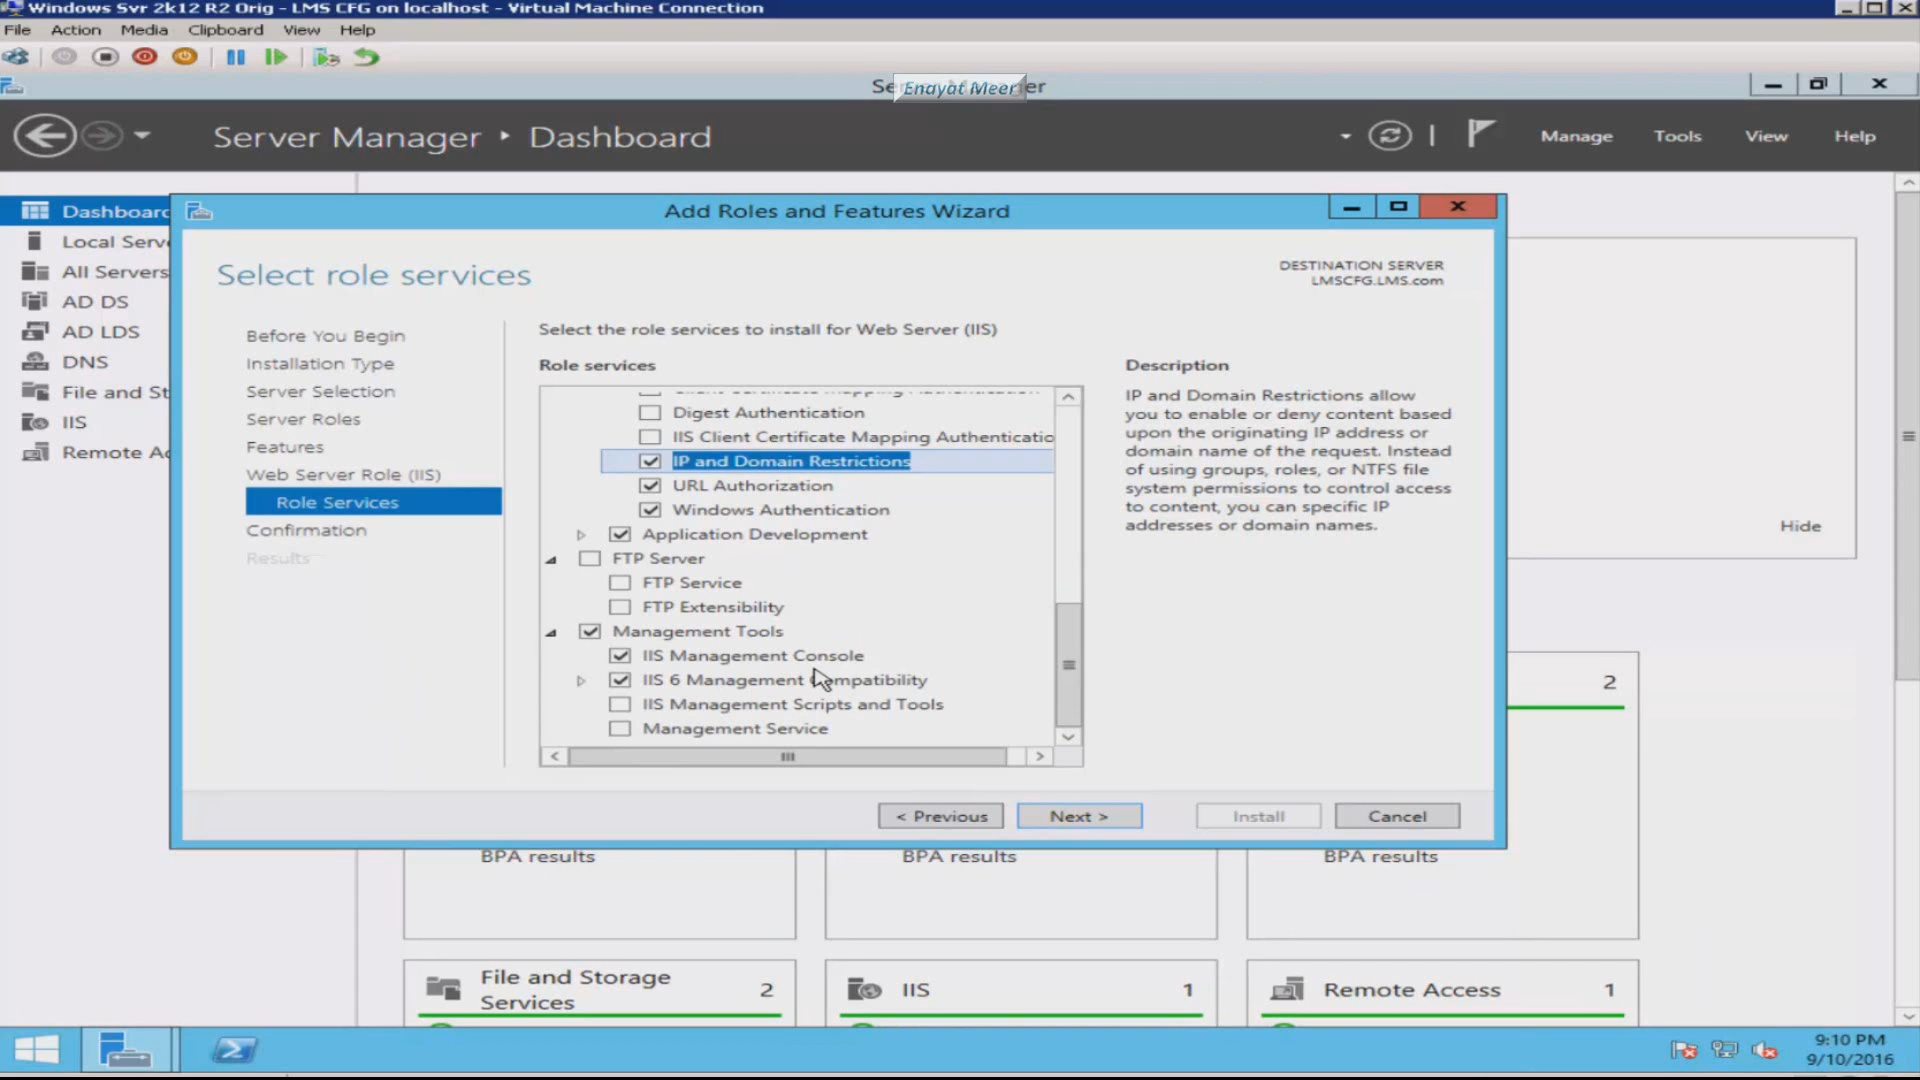 Windows Svr 2k12 R2 Orig - LMS CFG on localhost - Virtual Machine Connection
File Action Media Clipboard View Help
Enayat Meer
Server Manager ‣ Dashboard
Manage Tools View Help
Dashboard
Local Serve
All Servers
AD DS
AD LDS
DNS
File and St
IIS
Remote Ac
Add Roles and Features Wizard
Select role services
DESTINATION SERVER
LMSCFG.LMS.com
Before You Begin
Installation Type
Server Selection
Server Roles
Features
Web Server Role (IIS)
Role Services
Confirmation
Results
Select the role services to install for Web Server (IIS)
Role services
Digest Authentication
IIS Client Certificate Mapping Authenticatio
IP and Domain Restrictions
URL Authorization
Windows Authentication
Application Development
FTP Server
FTP Service
FTP Extensibility
Management Tools
IIS Management Console
IIS 6 Management Compatibility
IIS Management Scripts and Tools
Management Service
Description
IP and Domain Restrictions allow
you to enable or deny content based
upon the originating IP address or
domain name of the request. Instead
of using groups, roles, or NTFS file
system permissions to control access
to content, you can specific IP
addresses or domain names.
< Previous
Next >
Install
Cancel
Hide
2
BPA results
BPA results
BPA results
File and Storage
Services
2
IIS
1
Remote Access
1
9:10 PM
9/10/2016